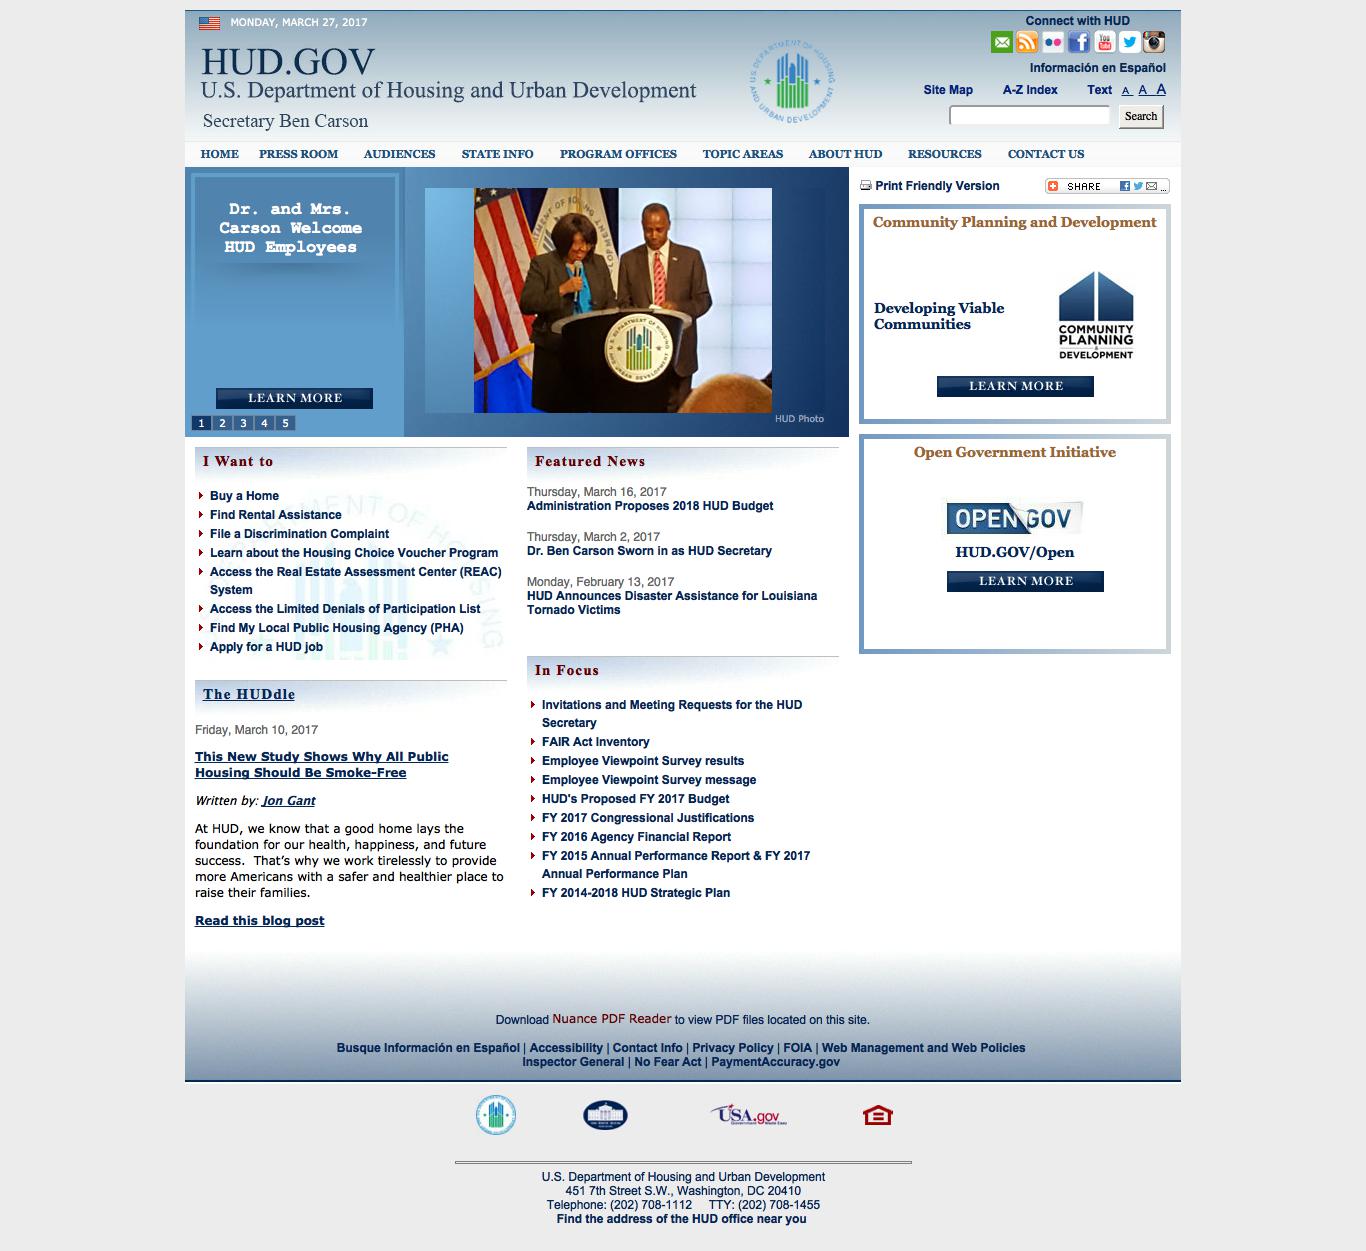 MONDAY, MARCH 27, 2017
HUD.GOV
U.S. Department of Housing and Urban Development
Secretary Ben Carson
U.S. DEPARTMENT OF HOUSING AND URBAN DEVELOPMENT
Connect with HUD
You Tube
Información en Español
Site Map A-Z Index Text A A A
Search
HOME PRESS ROOM AUDIENCES STATE INFO PROGRAM OFFICES TOPIC AREAS ABOUT HUD RESOURCES CONTACT US
Dr. and Mrs.
Carson Welcome
HUD Employees
LEARN MORE
1 2 3 4 5
HUD Photo
Print Friendly Version
SHARE ...
Community Planning and Development
Developing Viable
Communities
COMMUNITY
PLANNING
&
DEVELOPMENT
LEARN MORE
Open Government Initiative
OPEN GOV
HUD.GOV/Open
LEARN MORE
I Want to
Buy a Home
Find Rental Assistance
File a Discrimination Complaint
Learn about the Housing Choice Voucher Program
Access the Real Estate Assessment Center (REAC)
System
Access the Limited Denials of Participation List
Find My Local Public Housing Agency (PHA)
Apply for a HUD job
The HUDdle
Friday, March 10, 2017
This New Study Shows Why All Public
Housing Should Be Smoke-Free
Written by: Jon Gant
At HUD, we know that a good home lays the
foundation for our health, happiness, and future
success. That's why we work tirelessly to provide
more Americans with a safer and healthier place to
raise their families.
Read this blog post
Featured News
Thursday, March 16, 2017
Administration Proposes 2018 HUD Budget
Thursday, March 2, 2017
Dr. Ben Carson Sworn in as HUD Secretary
Monday, February 13, 2017
HUD Announces Disaster Assistance for Louisiana
Tornado Victims
In Focus
Invitations and Meeting Requests for the HUD
Secretary
FAIR Act Inventory
Employee Viewpoint Survey results
Employee Viewpoint Survey message
HUD's Proposed FY 2017 Budget
FY 2017 Congressional Justifications
FY 2016 Agency Financial Report
FY 2015 Annual Performance Report & FY 2017
Annual Performance Plan
FY 2014-2018 HUD Strategic Plan
Download Nuance PDF Reader to view PDF files located on this site.
Busque Información en Español | Accessibility | Contact Info | Privacy Policy | FOIA | Web Management and Web Policies
Inspector General | No Fear Act | PaymentAccuracy.gov
USA.gov
Government Made Easy
U.S. Department of Housing and Urban Development
451 7th Street S.W., Washington, DC 20410
Telephone: (202) 708-1112 TTY: (202) 708-1455
Find the address of the HUD office near you